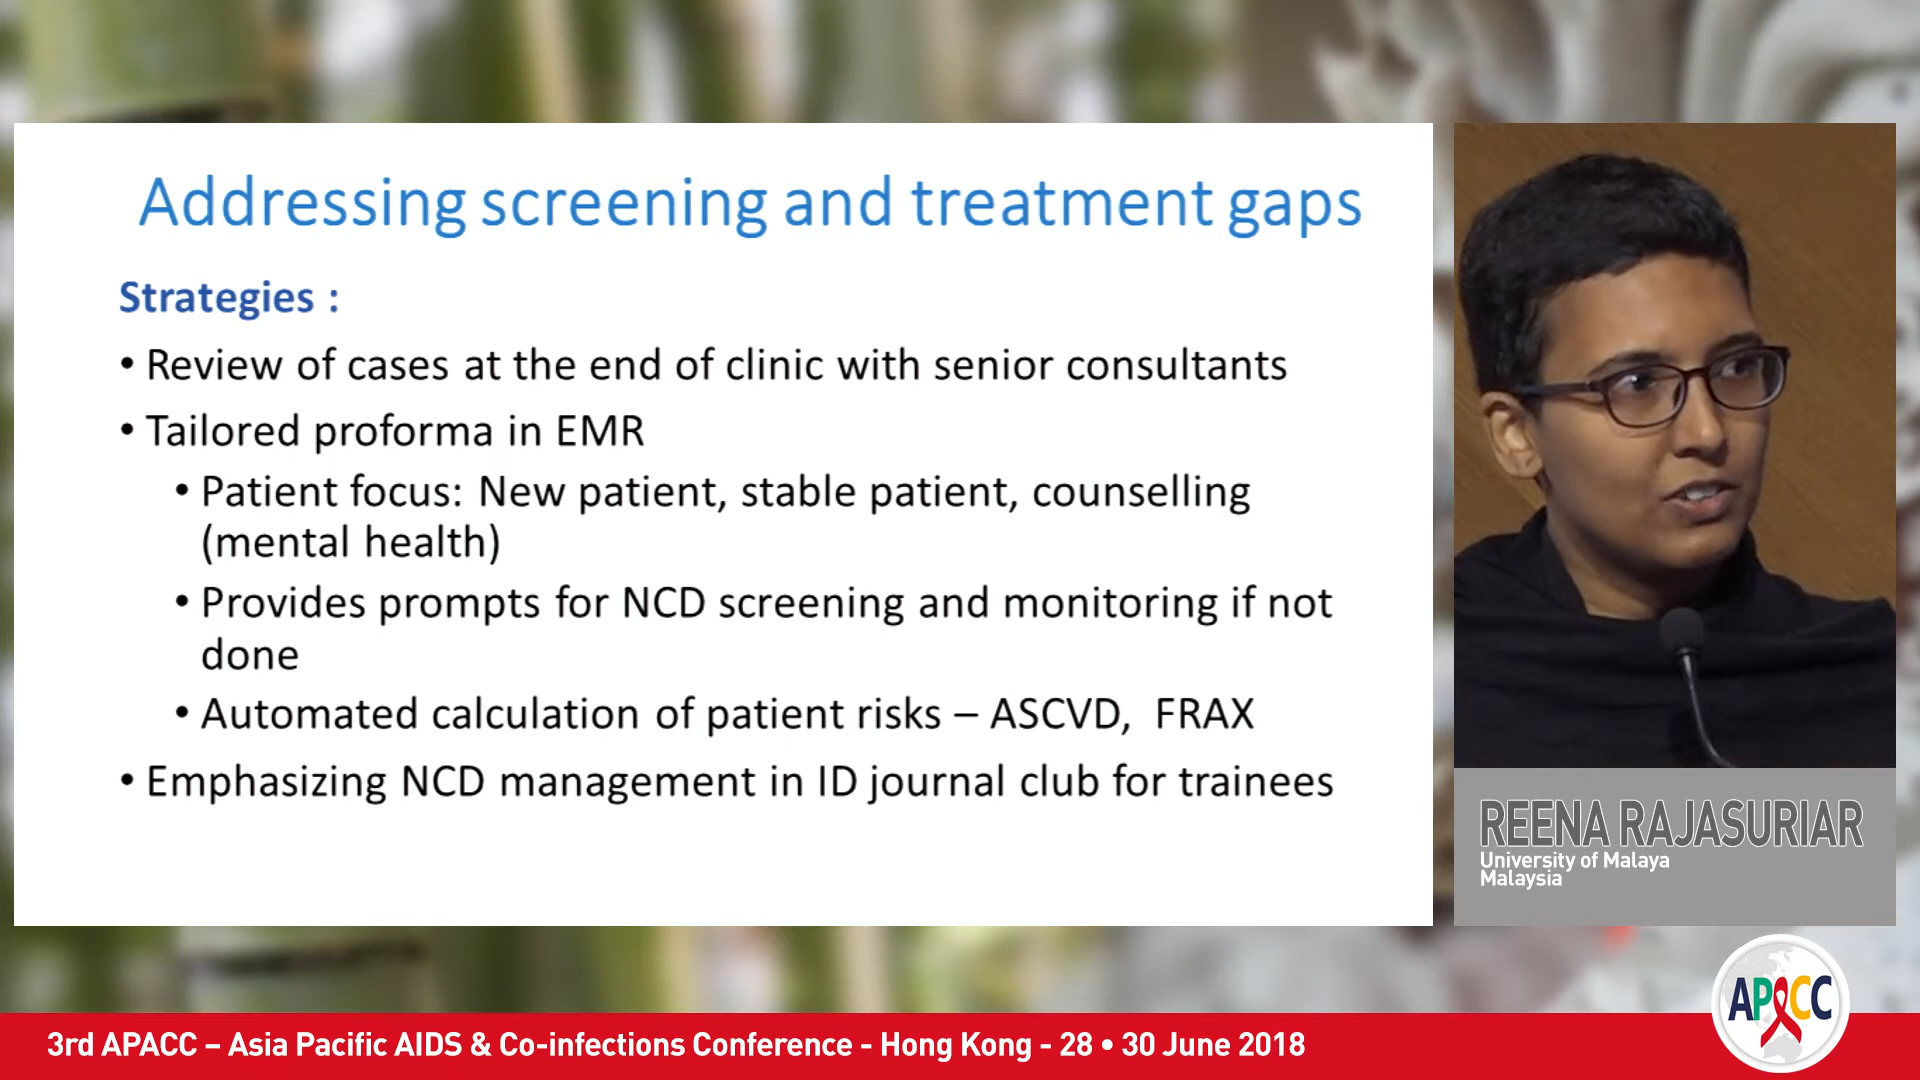 Addressing screening and treatment gaps
Strategies :
• Review of cases at the end of clinic with senior consultants
• Tailored proforma in EMR
• Patient focus: New patient, stable patient, counselling
(mental health)
• Provides prompts for NCD screening and monitoring if not
done
• Automated calculation of patient risks – ASCVD, FRAX
• Emphasizing NCD management in ID journal club for trainees
REENA RAJASURIAR
University of Malaya
Malaysia
APACC
3rd APACC – Asia Pacific AIDS & Co-infections Conference - Hong Kong - 28 • 30 June 2018